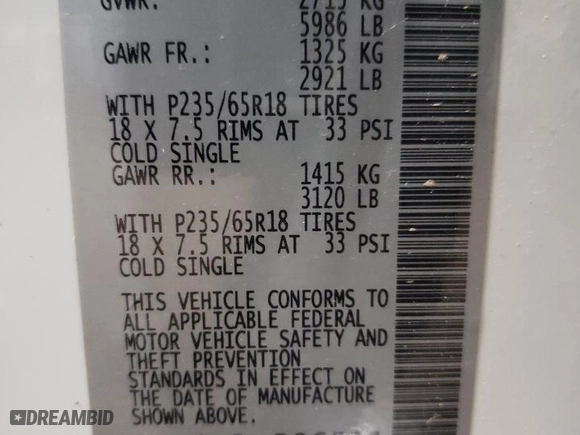 GVWR: 2715 KG
5986 LB
GAWR FR.: 1325 KG
2921 LB
WITH P235/65R18 TIRES
18 X 7.5 RIMS AT 33 PSI
COLD SINGLE
GAWR RR.: 1415 KG
3120 LB
WITH P235/65R18 TIRES
18 X 7.5 RIMS AT 33 PSI
COLD SINGLE
THIS VEHICLE CONFORMS TO
ALL APPLICABLE FEDERAL
MOTOR VEHICLE SAFETY AND
THEFT PREVENTION
STANDARDS IN EFFECT ON
THE DATE OF MANUFACTURE
SHOWN ABOVE.
DREAMBID